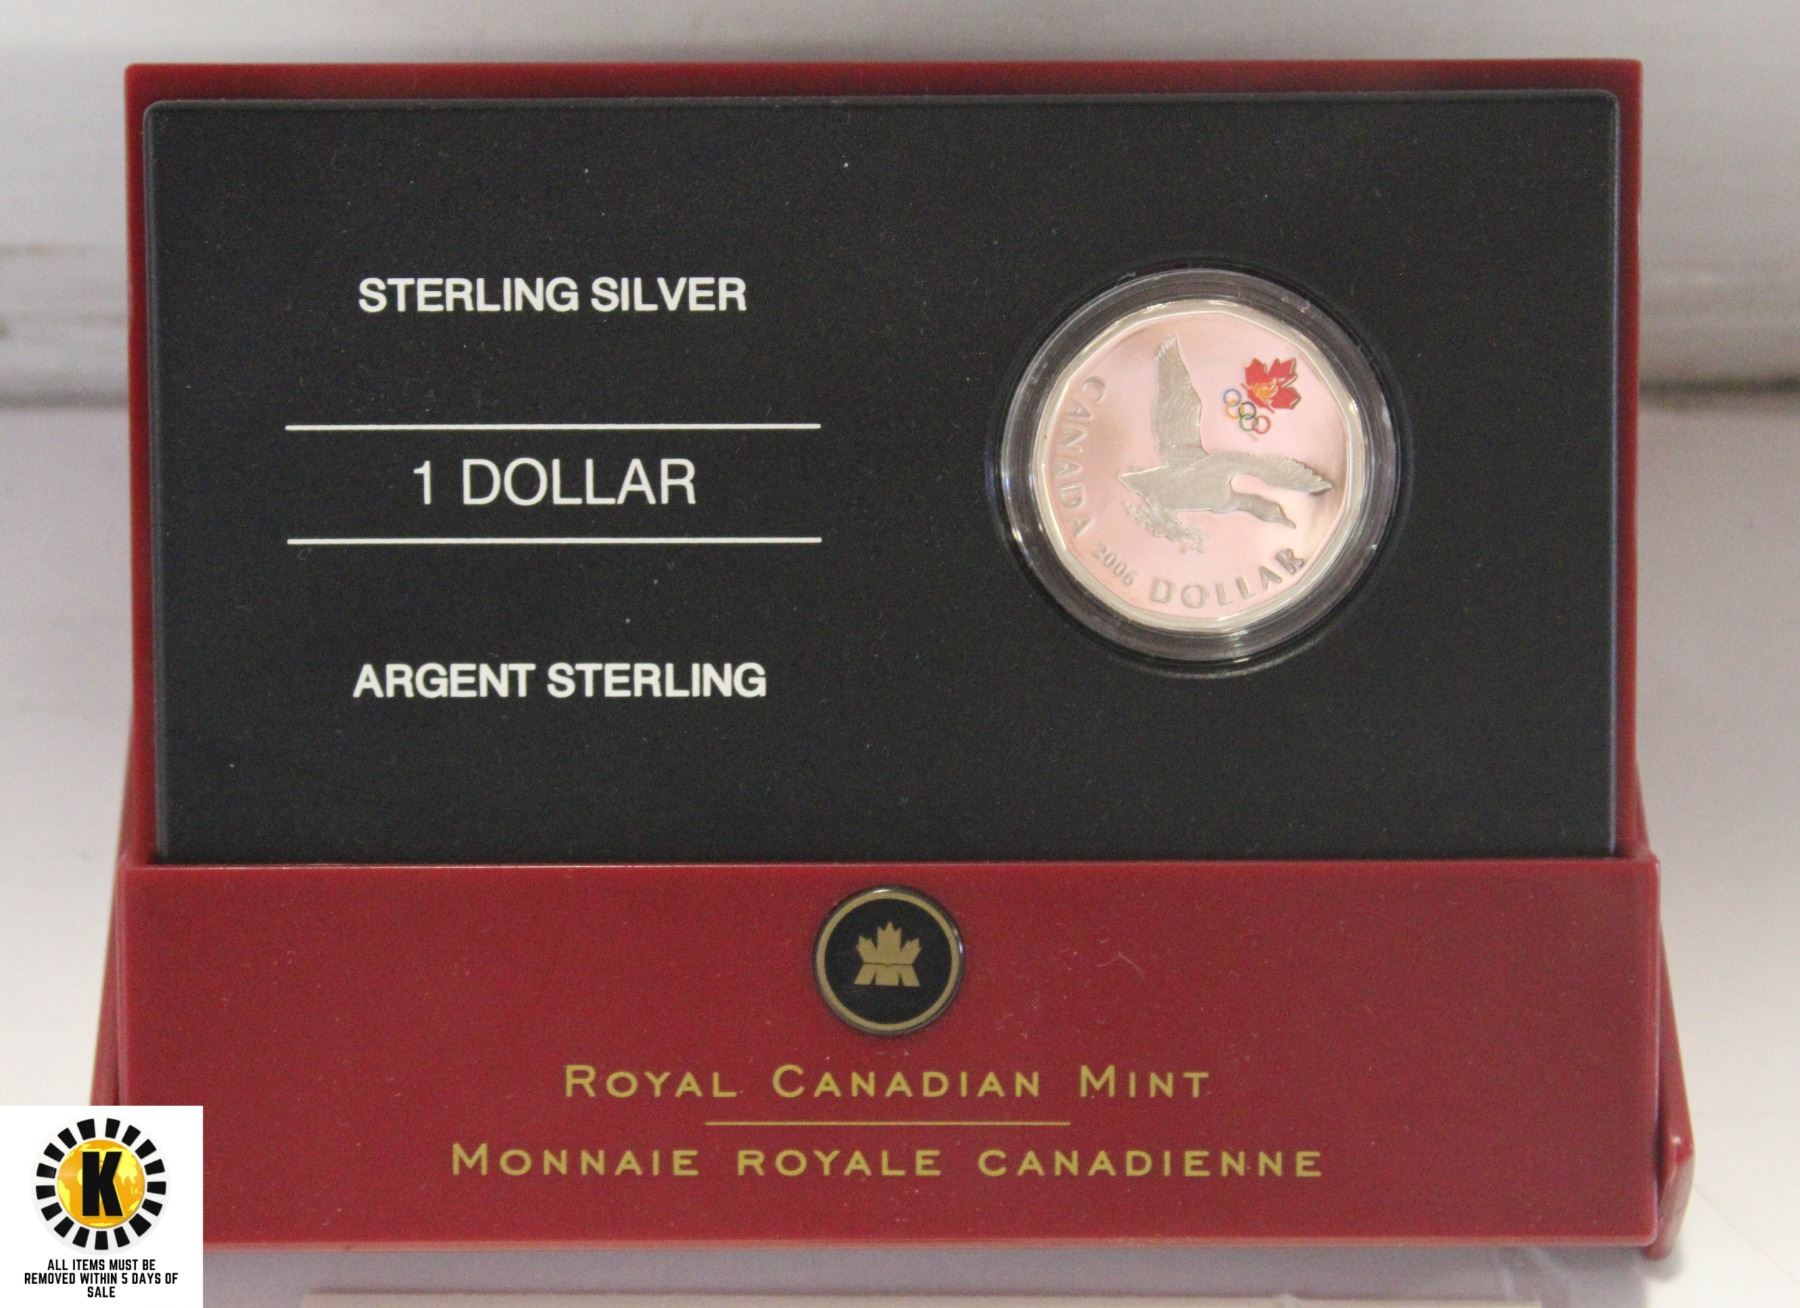 STERLING SILVER
1 DOLLAR
ARGENT STERLING
CANADA 2006 DOLLAR
ROYAL CANADIAN MINT
MONNAIE ROYALE CANADIENNE
K
ALL ITEMS MUST BE
REMOVED WITHIN 5 DAYS OF
SALE